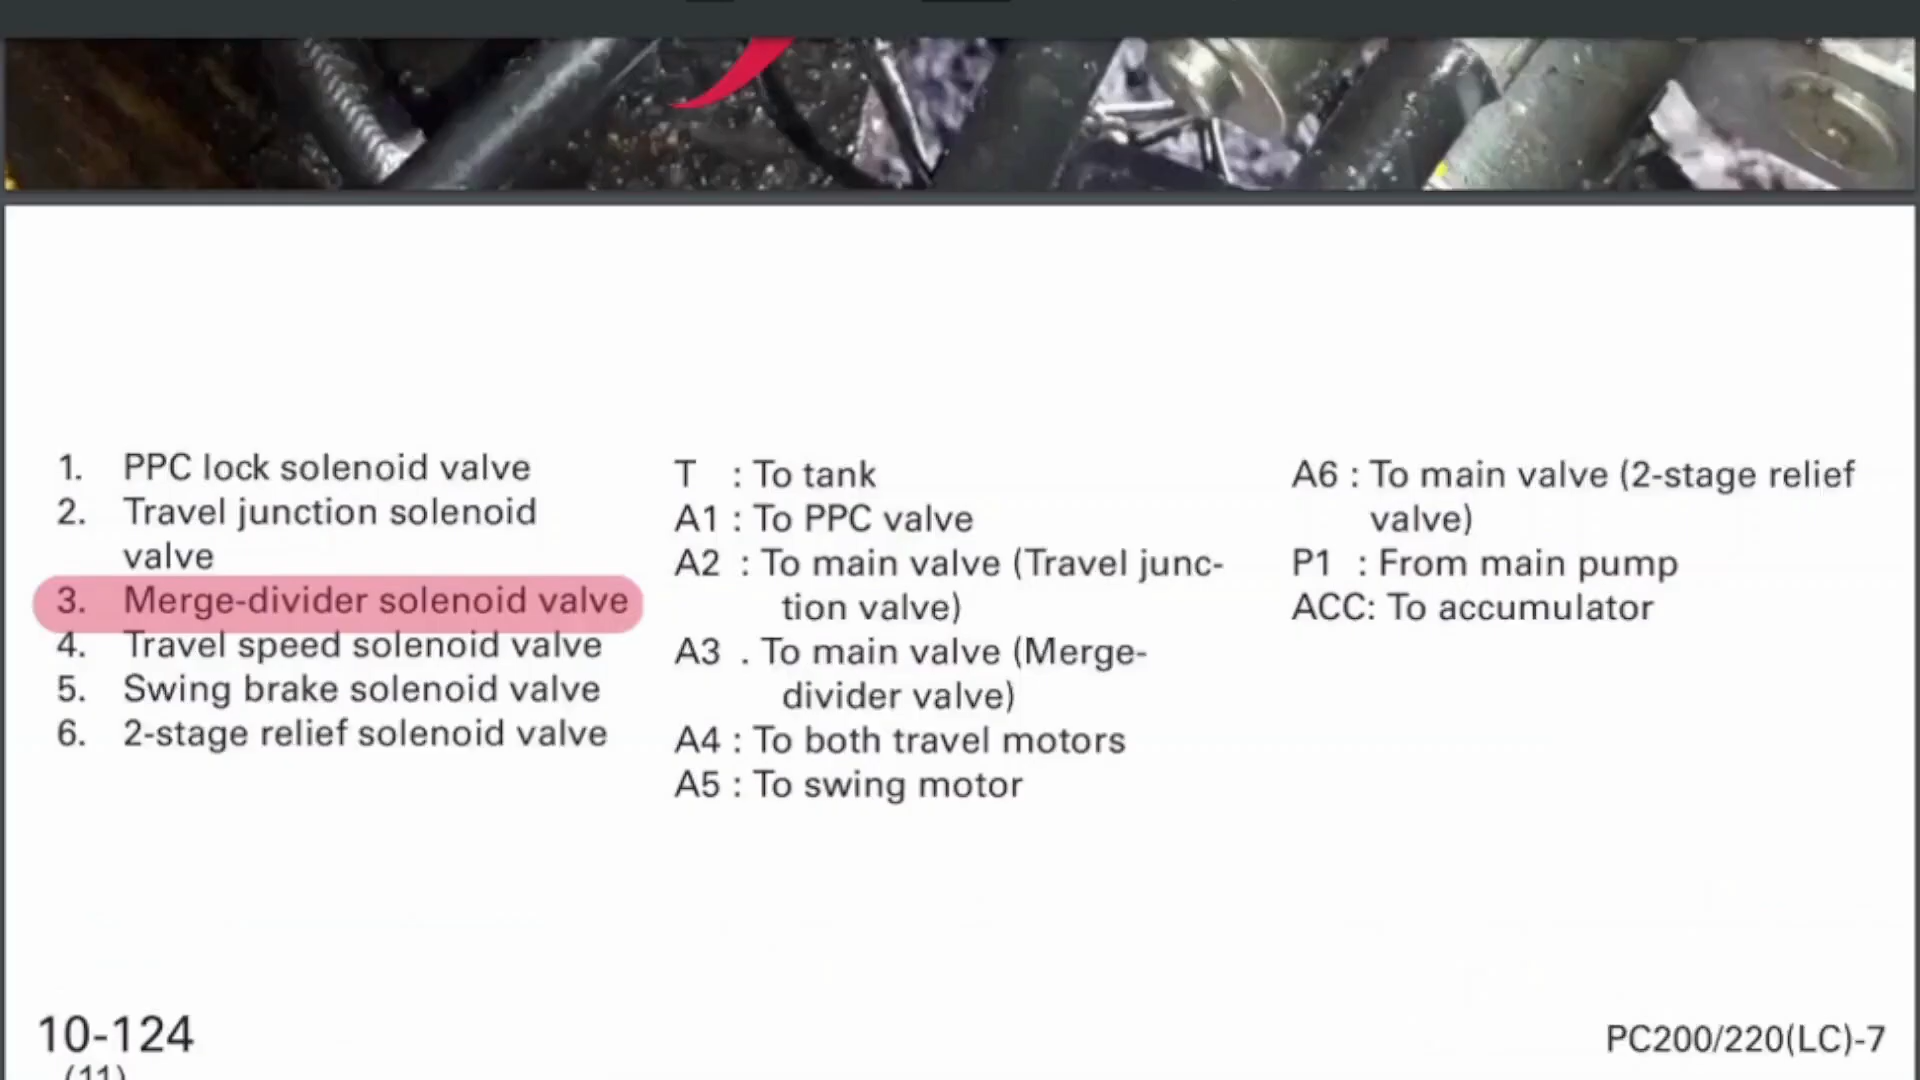 1. PPC lock solenoid valve
2. Travel junction solenoid
valve
3. Merge-divider solenoid valve
4. Travel speed solenoid valve
5. Swing brake solenoid valve
6. 2-stage relief solenoid valve
T : To tank
A1 : To PPC valve
A2 : To main valve (Travel junc-
tion valve)
A3 . To main valve (Merge-
divider valve)
A4 : To both travel motors
A5 : To swing motor
A6 : To main valve (2-stage relief
valve)
P1 : From main pump
ACC: To accumulator
10-124
(11)
PC200/220(LC)-7